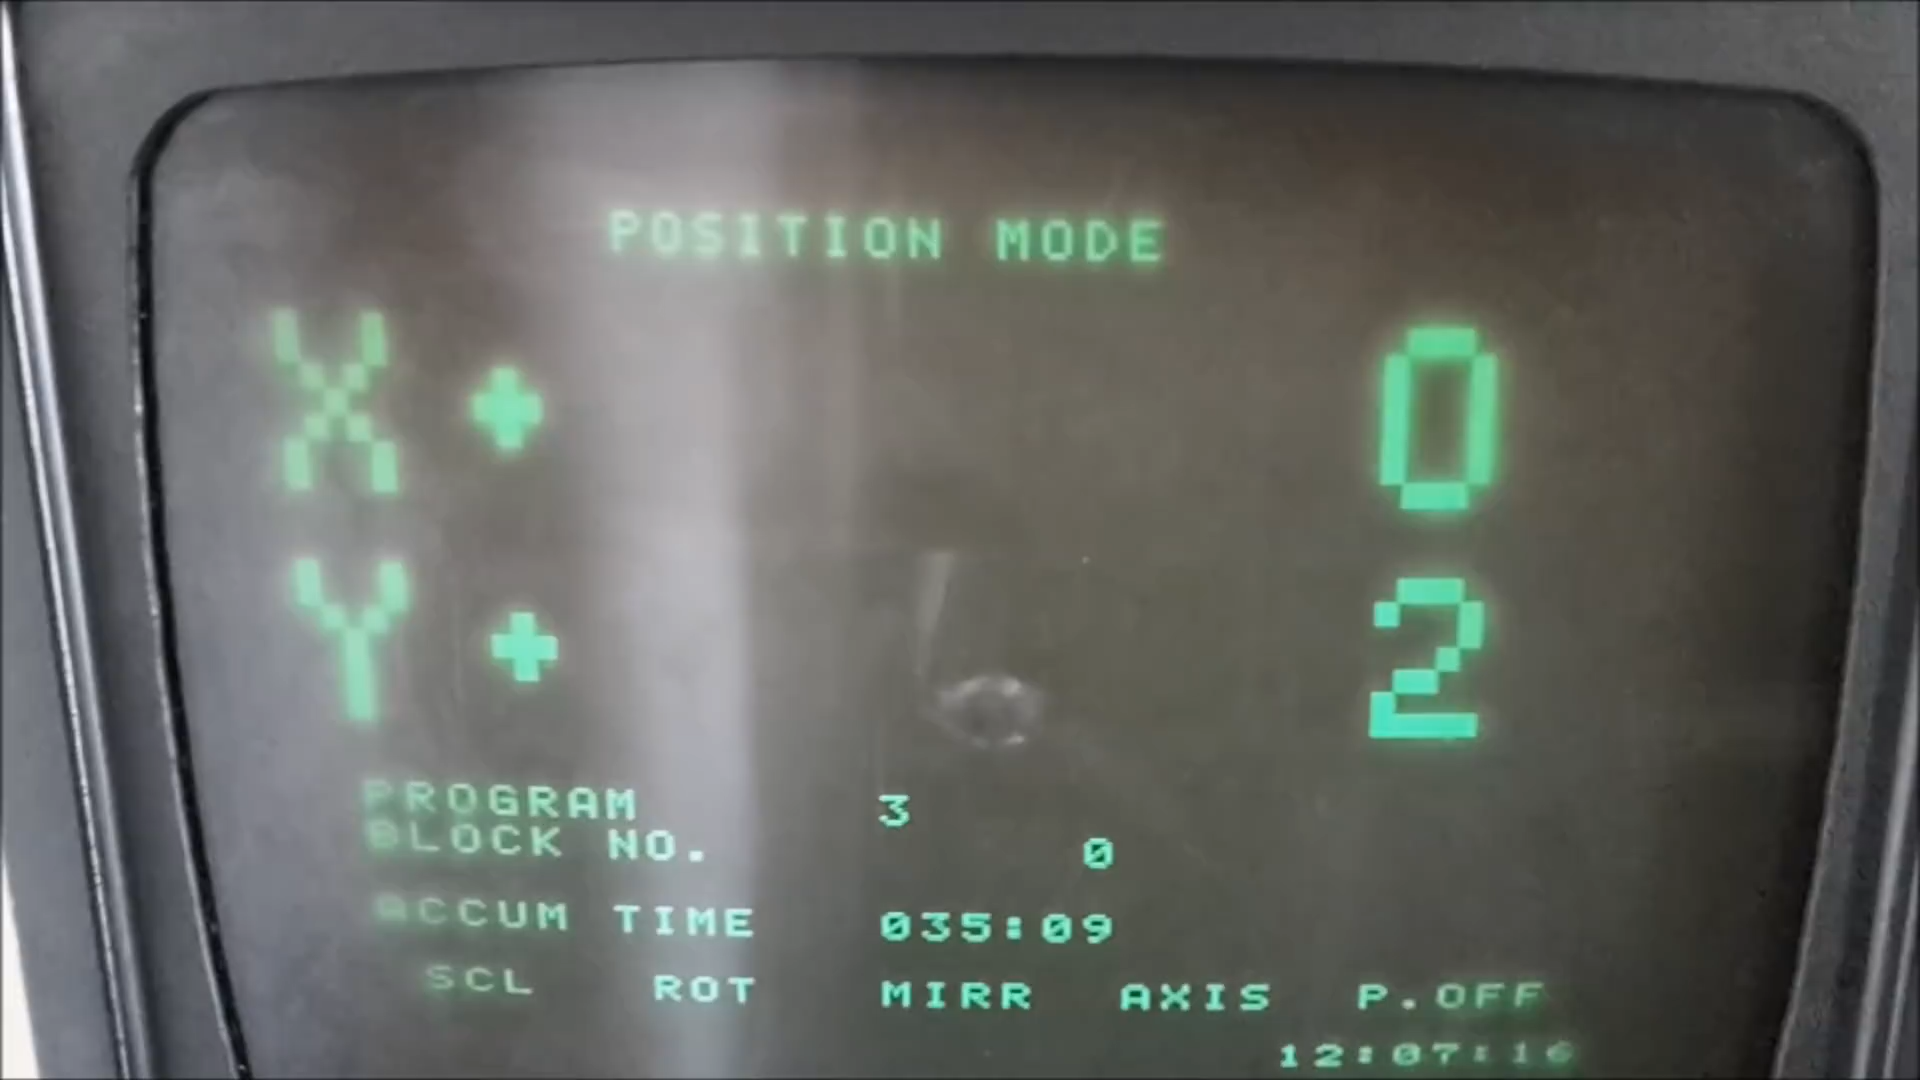 POSITION MODE
X + 0
Y + 2
PROGRAM 3
BLOCK NO. 0
ACCUM TIME 035:09
SCL ROT MIRR AXIS P.OFF
12:07:16